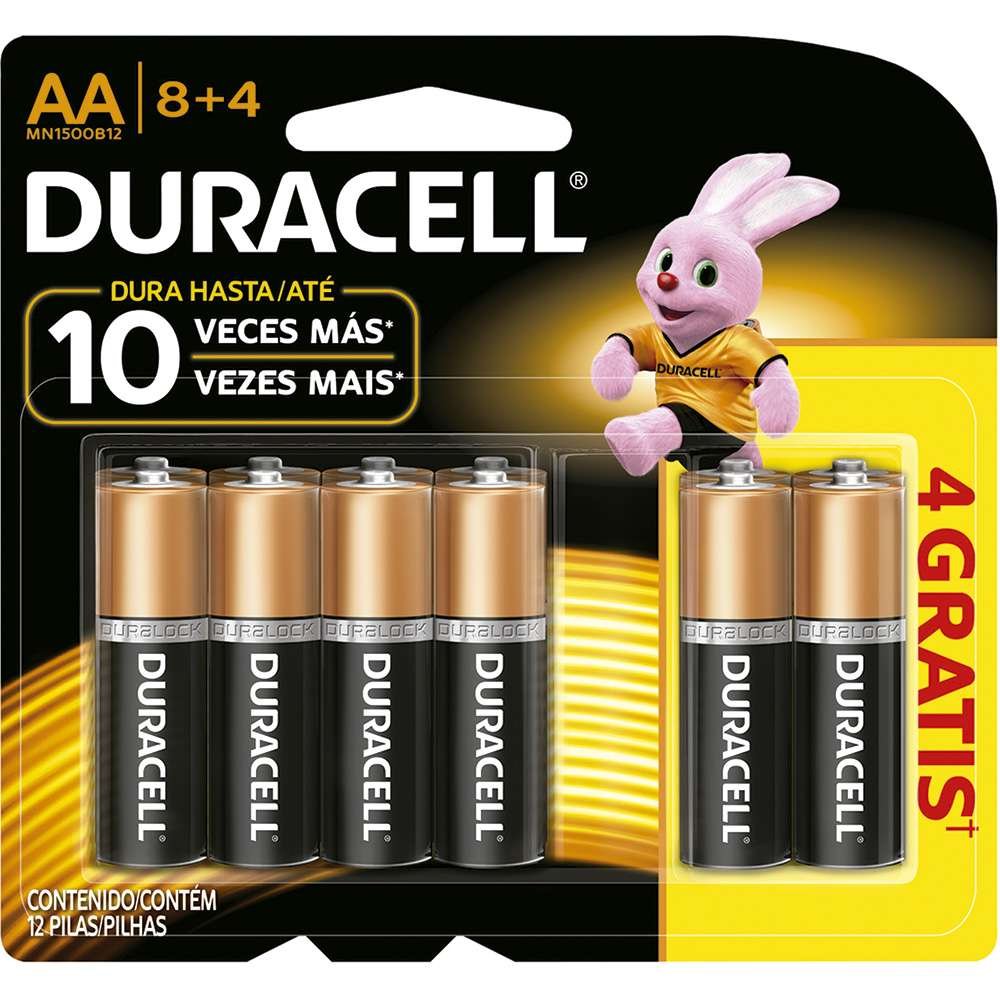 AA 8+4
MN1500B12
DURACELL®
DURA HASTA/ATÉ
10 VECES MÁS*
VEZES MAIS*
DURACELL
4 GRATIS†
DURALOCK DURALOCK DURALOCK DURALOCK DURALOCK DURALOCK
DURACELL® DURACELL® DURACELL® DURACELL® DURACELL® DURACELL®
CONTENIDO/CONTÉM
12 PILAS/PILHAS